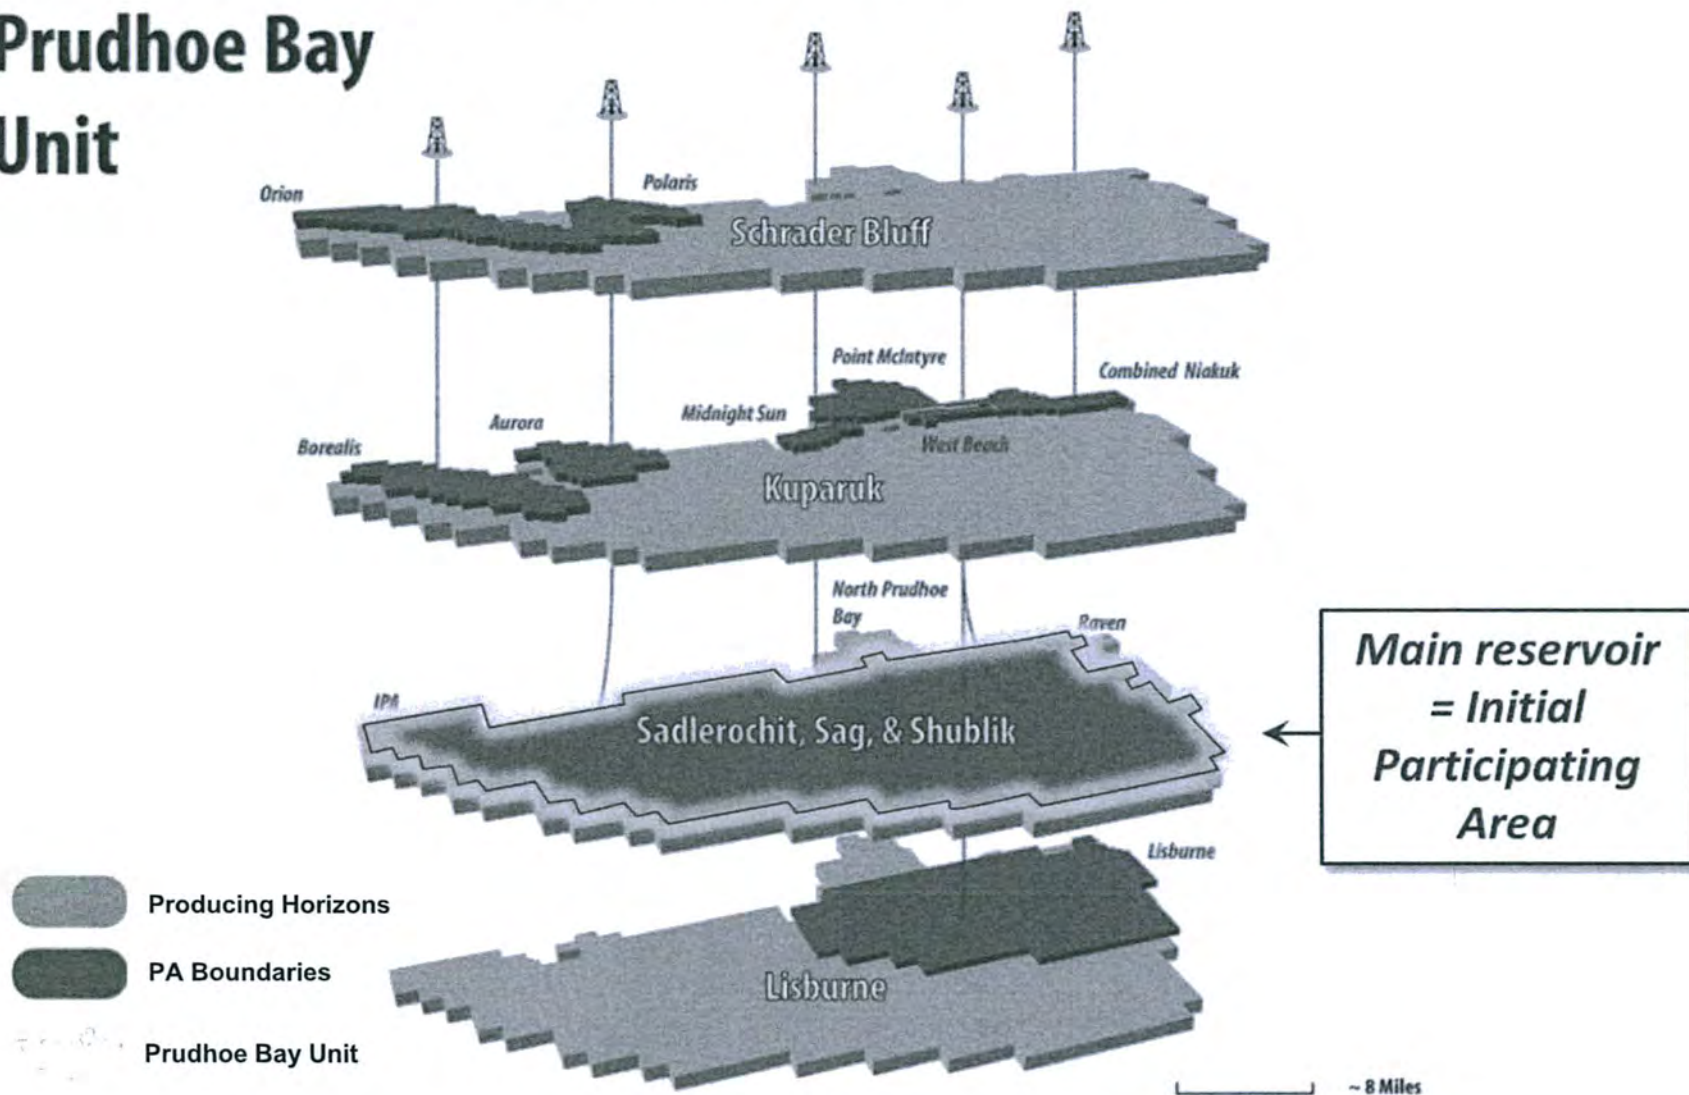 Prudhoe Bay
Unit
Orion
Polaris
Schrader Bluff
Point McIntyre
Combined Niakuk
Midnight Sun
Aurora
West Beach
Borealis
Kuparuk
North Prudhoe
Bay
Raven
IPA
Sadlerochit, Sag, & Shublik
Main reservoir
= Initial
Participating
Area
Lisburne
Producing Horizons
PA Boundaries
Lisburne
Prudhoe Bay Unit
~ 8 Miles